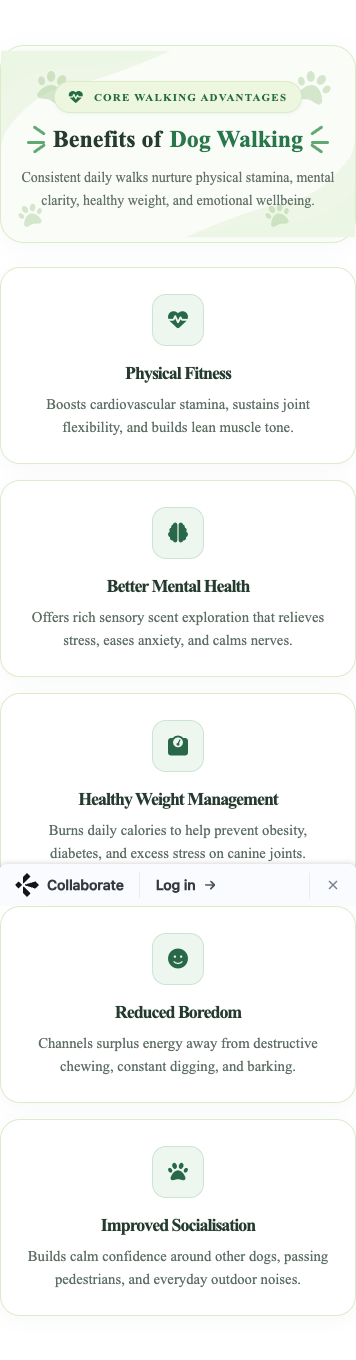 CORE WALKING ADVANTAGES
Benefits of Dog Walking
Consistent daily walks nurture physical stamina, mental
clarity, healthy weight, and emotional wellbeing.
Physical Fitness
Boosts cardiovascular stamina, sustains joint
flexibility, and builds lean muscle tone.
Better Mental Health
Offers rich sensory scent exploration that relieves
stress, eases anxiety, and calms nerves.
Healthy Weight Management
Burns daily calories to help prevent obesity,
diabetes, and excess stress on canine joints.
Collaborate Log in →
Reduced Boredom
Channels surplus energy away from destructive
chewing, constant digging, and barking.
Improved Socialisation
Builds calm confidence around other dogs, passing
pedestrians, and everyday outdoor noises.